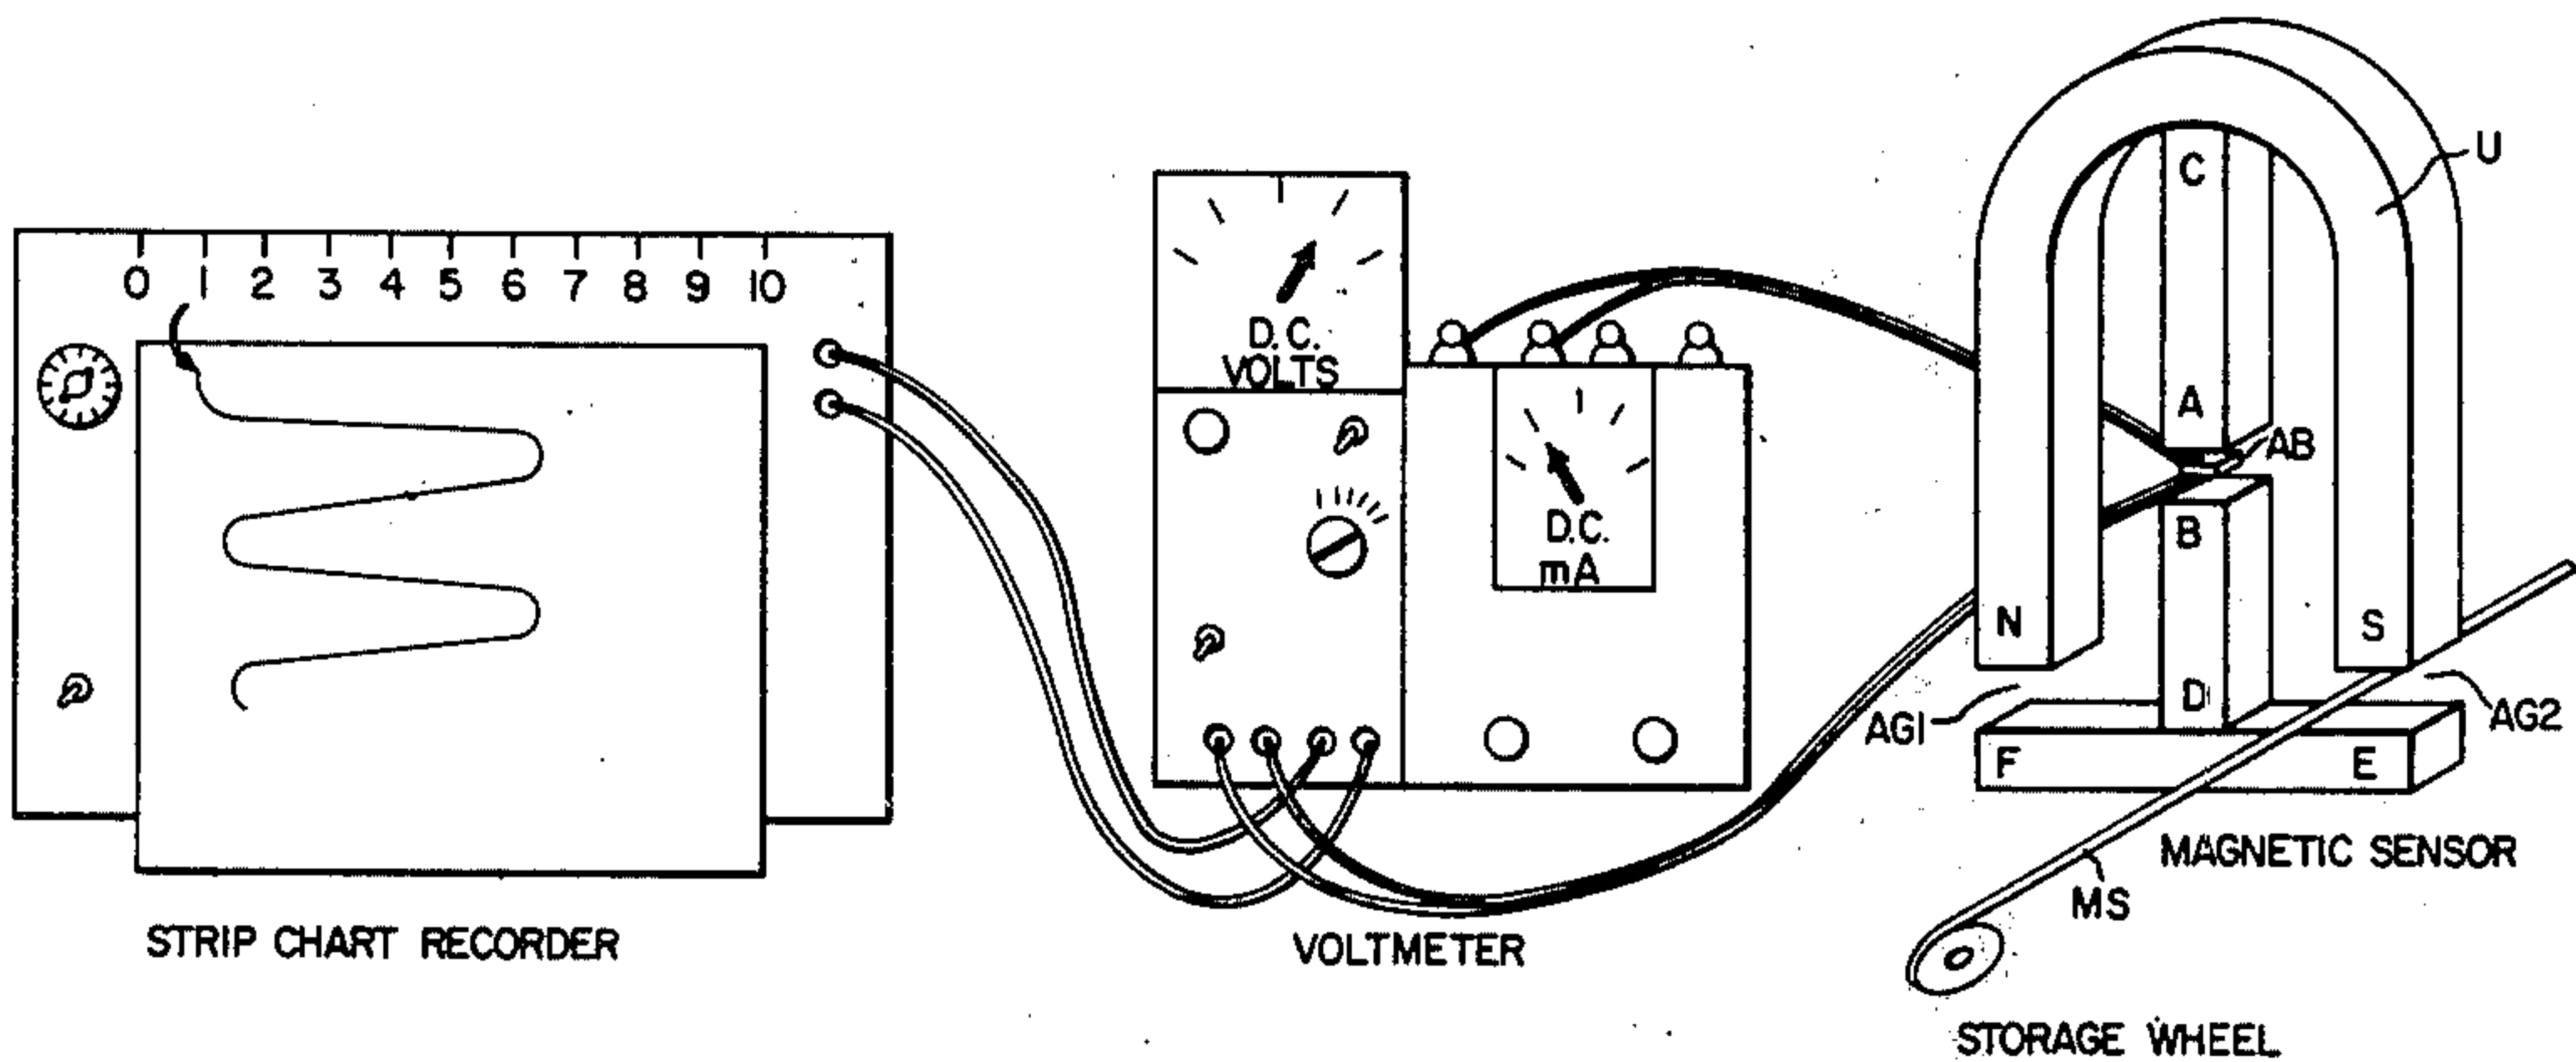 0 1 2 3 4 5 6 7 8 9 10
STRIP CHART RECORDER
D.C.
VOLTS
D.C.
mA
VOLTMETER
U
C
A
AB
B
N
S
D
AG1
AG2
F
E
MAGNETIC SENSOR
MS
STORAGE WHEEL